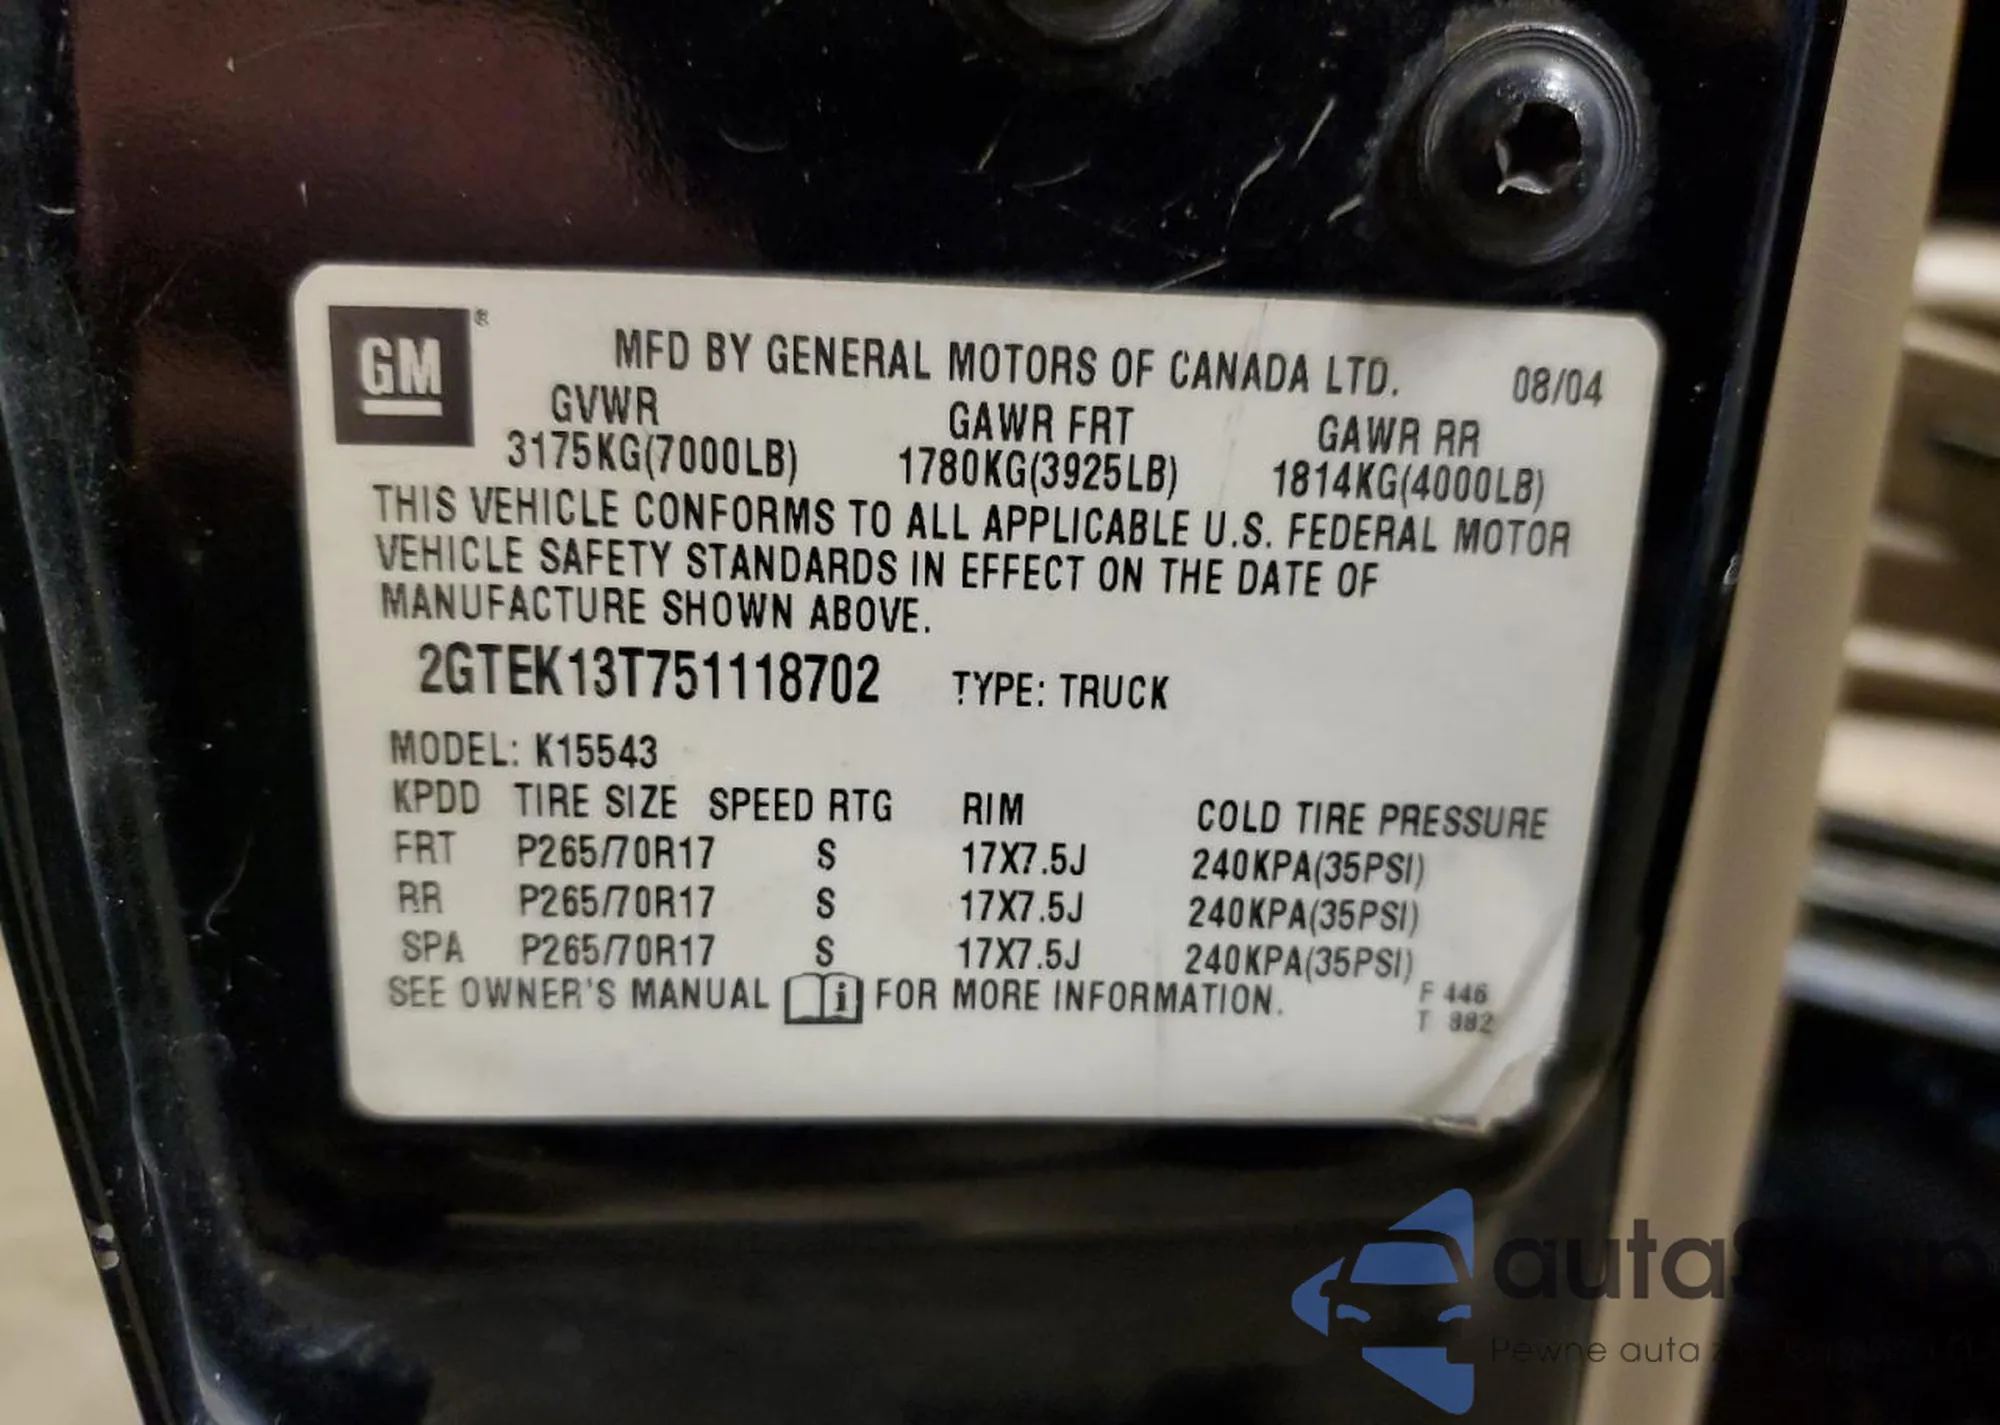 GM®
MFD BY GENERAL MOTORS OF CANADA LTD. 08/04
GVWR GAWR FRT GAWR RR
3175KG(7000LB) 1780KG(3925LB) 1814KG(4000LB)
THIS VEHICLE CONFORMS TO ALL APPLICABLE U.S. FEDERAL MOTOR
VEHICLE SAFETY STANDARDS IN EFFECT ON THE DATE OF
MANUFACTURE SHOWN ABOVE.
2GTEK13T751118702 TYPE: TRUCK
MODEL: K15543
KPDD TIRE SIZE SPEED RTG RIM COLD TIRE PRESSURE
FRT P265/70R17 S 17X7.5J 240KPA(35PSI)
RR P265/70R17 S 17X7.5J 240KPA(35PSI)
SPA P265/70R17 S 17X7.5J 240KPA(35PSI)
SEE OWNER'S MANUAL i FOR MORE INFORMATION.
F 446
T 882
Pewne auta